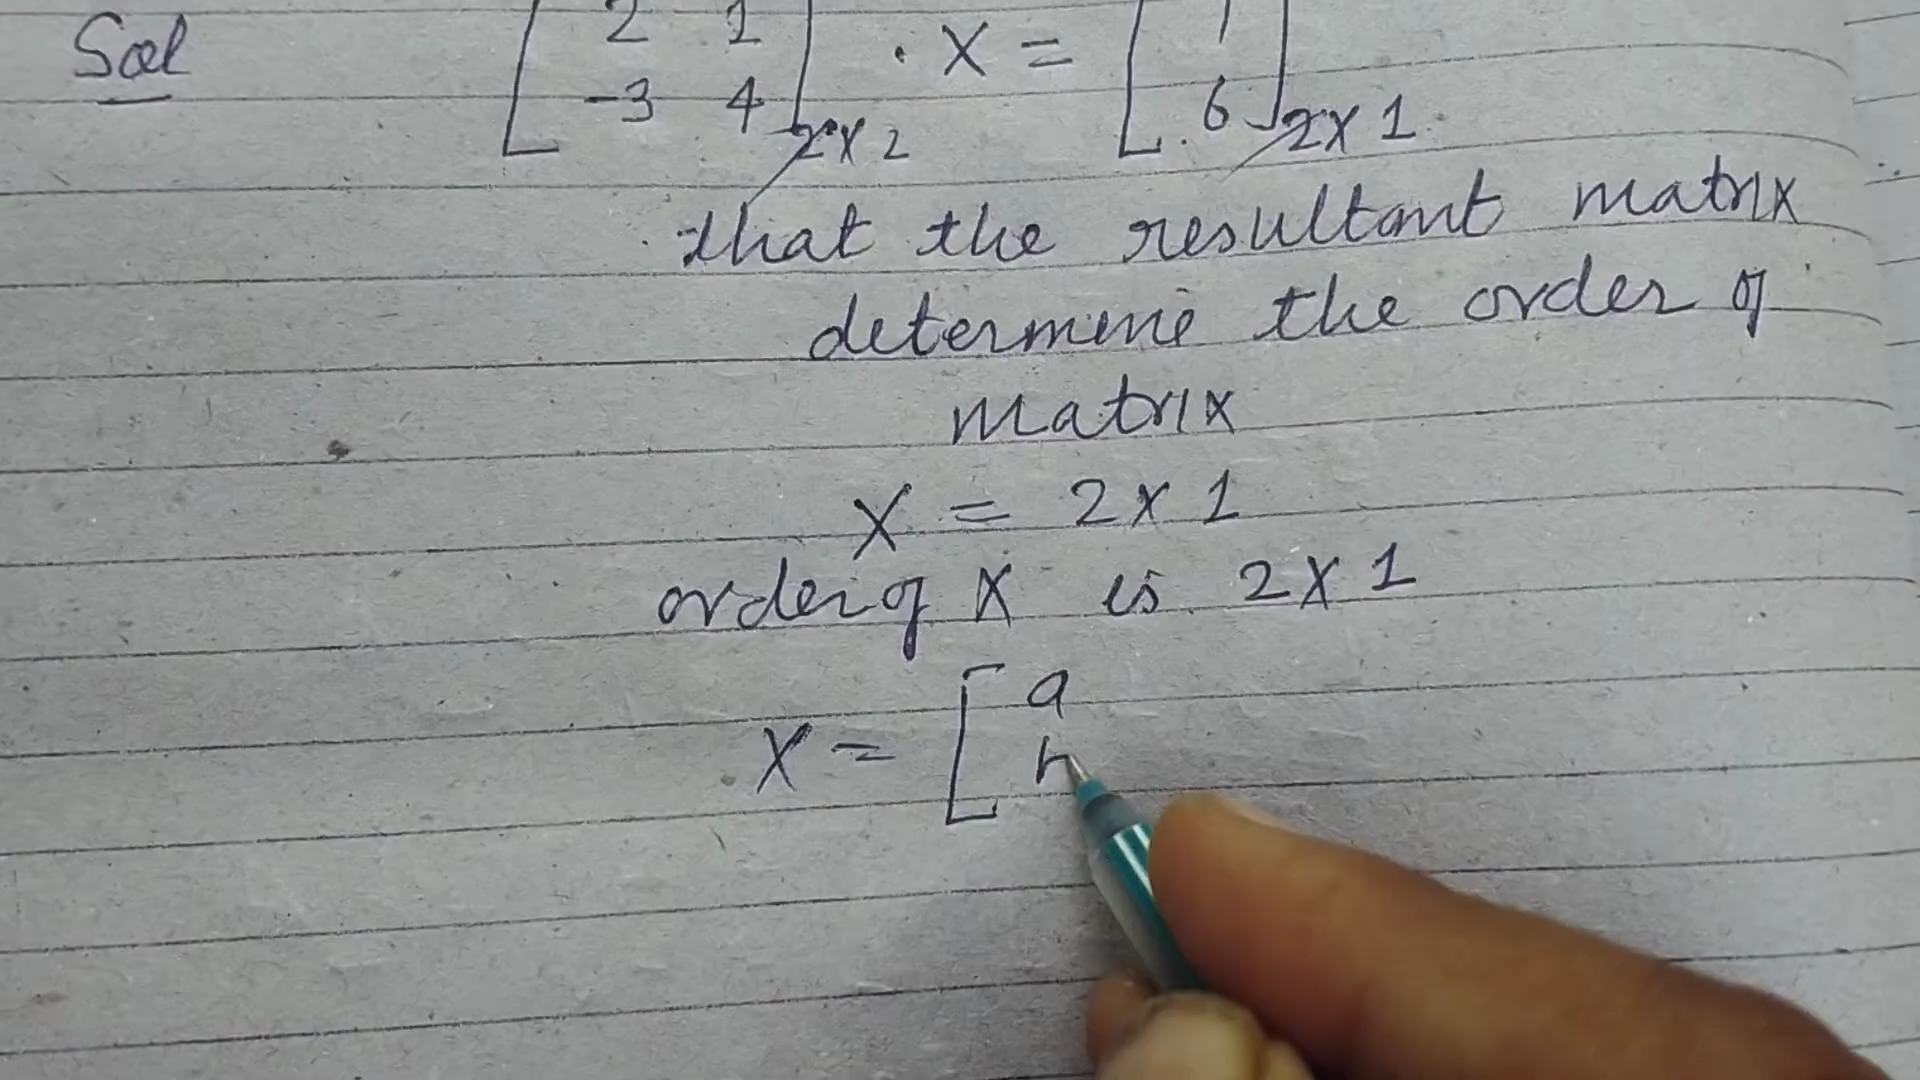 Sol [ 2 1 ] . X = [ 1 ]
-3 4 2x2 6 2x1
that the resultant matrix
determine the order of
matrix
X = 2x1
order of X is 2x1
X = [ a
b